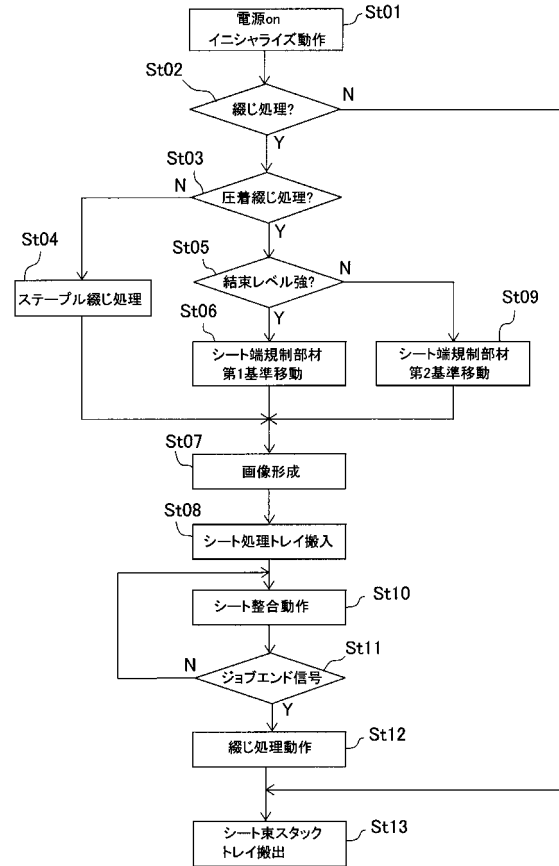 St01
電源on
イニシャライズ動作
St02
綴じ処理?
N
Y
St03
N
圧着綴じ処理?
Y
St04
ステープル綴じ処理
St05
結束レベル強?
N
Y
St06
シート端規制部材
第1基準移動
St09
シート端規制部材
第2基準移動
St07
画像形成
St08
シート処理トレイ搬入
シート整合動作
St10
St11
N
ジョブエンド信号
Y
綴じ処理動作
St12
シート束スタック
トレイ搬出
St13